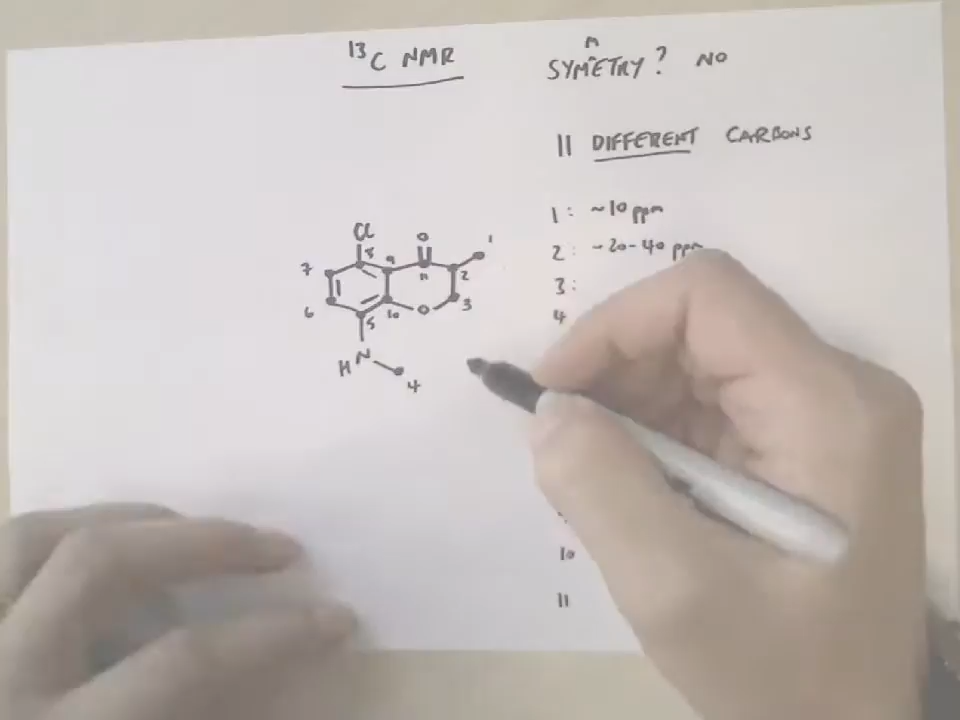 13C NMR
SYMMETRY? NO
11 DIFFERENT CARBONS
1: ~10 ppm
2: ~20-40 ppm
3:
4
10
11
Cl
O
1
8
9
11
2
7
6
5
10
O
3
N
H
4